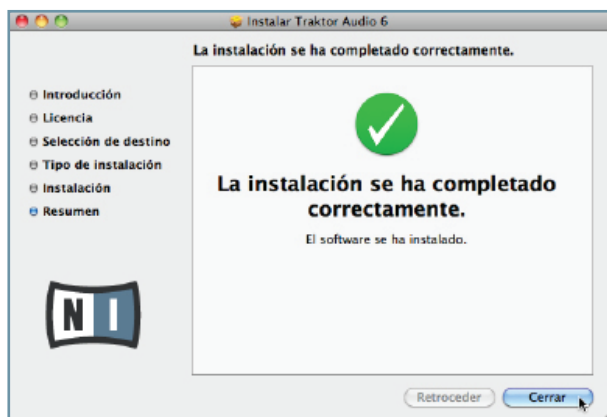 Instalar Traktor Audio 6
La instalación se ha completado correctamente.
Introducción
Licencia
Selección de destino
Tipo de instalación
Instalación
Resumen
La instalación se ha completado
correctamente.
El software se ha instalado.
N I
Retroceder
Cerrar